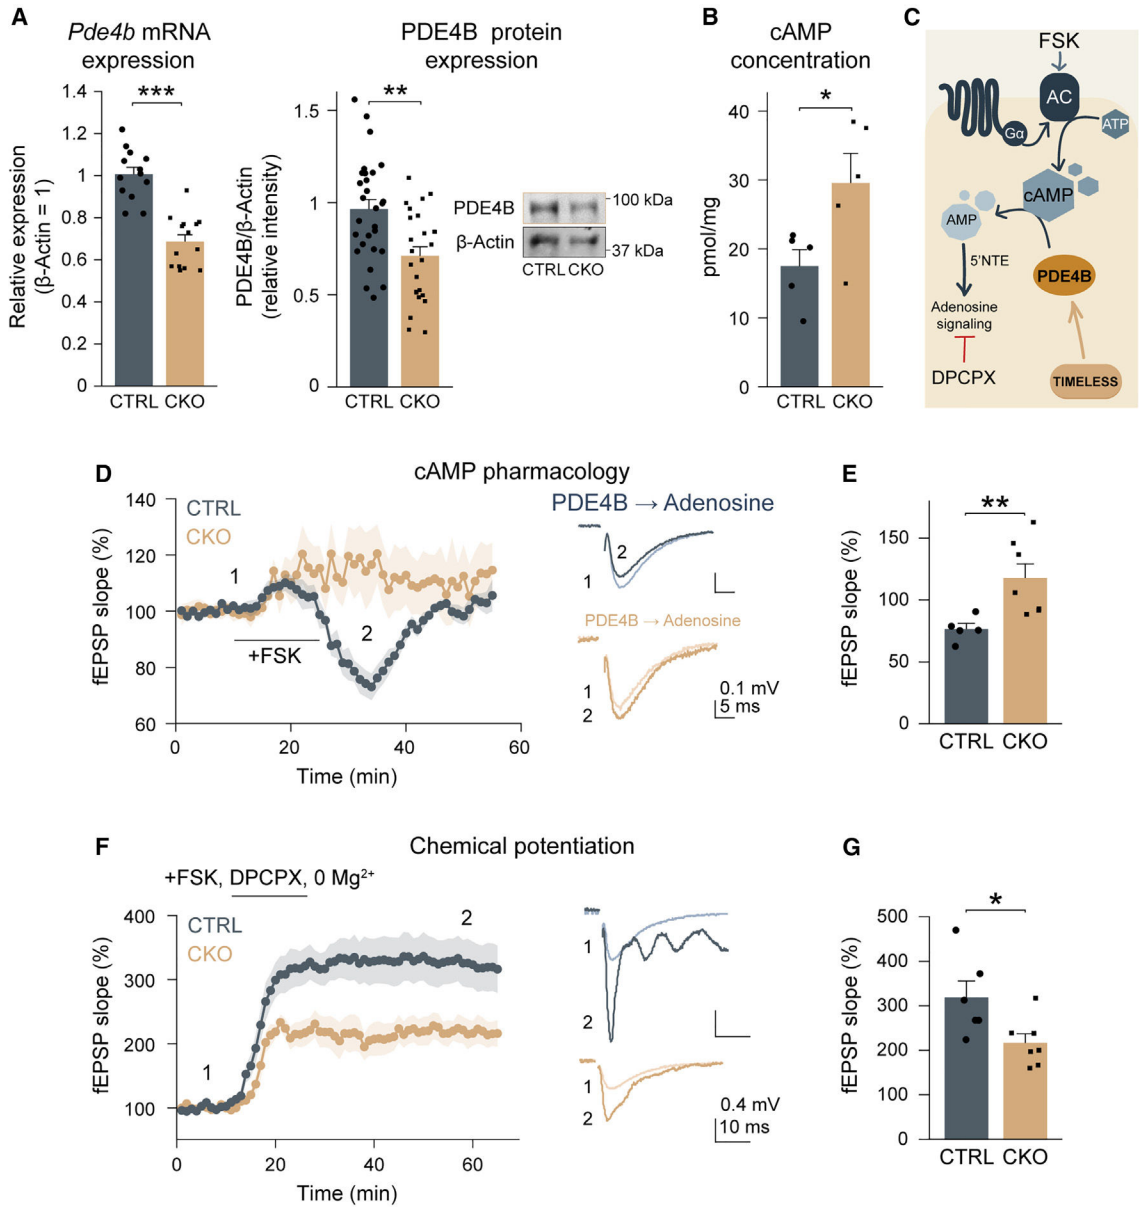 A
Pde4b mRNA
expression
***
Relative expression
(β-Actin = 1)
1.4
1.2
1
0.8
0.6
0.4
0.2
0
CTRL CKO
PDE4B protein
expression
**
PDE4B/β-Actin
(relative intensity)
1.5
1
0.5
0
CTRL CKO
PDE4B
β-Actin
100 kDa
37 kDa
CTRL CKO
B
cAMP
concentration
*
pmol/mg
40
30
20
10
0
CTRL CKO
C
FSK
AC
Gα
ATP
cAMP
AMP
5'NTE
PDE4B
Adenosine
signaling
DPCPX
TIMELESS
D
cAMP pharmacology
fEPSP slope (%)
140
120
100
80
60
CTRL
CKO
1
+FSK
2
0 20 40 60
Time (min)
PDE4B → Adenosine
2
1
PDE4B → Adenosine
1
2
0.1 mV
5 ms
E
**
fEPSP slope (%)
150
100
50
0
CTRL CKO
F
Chemical potentiation
+FSK, DPCPX, 0 Mg2+
fEPSP slope (%)
400
300
200
100
CTRL
CKO
1
2
0 20 40 60
Time (min)
1
2
1
2
0.4 mV
10 ms
G
*
fEPSP slope (%)
500
400
300
200
100
0
CTRL CKO